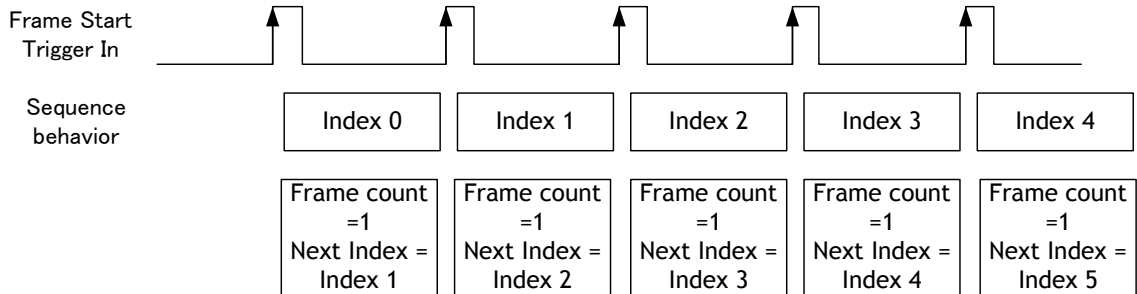 Frame Start
Trigger In
Sequence
behavior
Index 0
Index 1
Index 2
Index 3
Index 4
Frame count
=1
Next Index =
Index 1
Frame count
=1
Next Index =
Index 2
Frame count
=1
Next Index =
Index 3
Frame count
=1
Next Index =
Index 4
Frame count
=1
Next Index =
Index 5